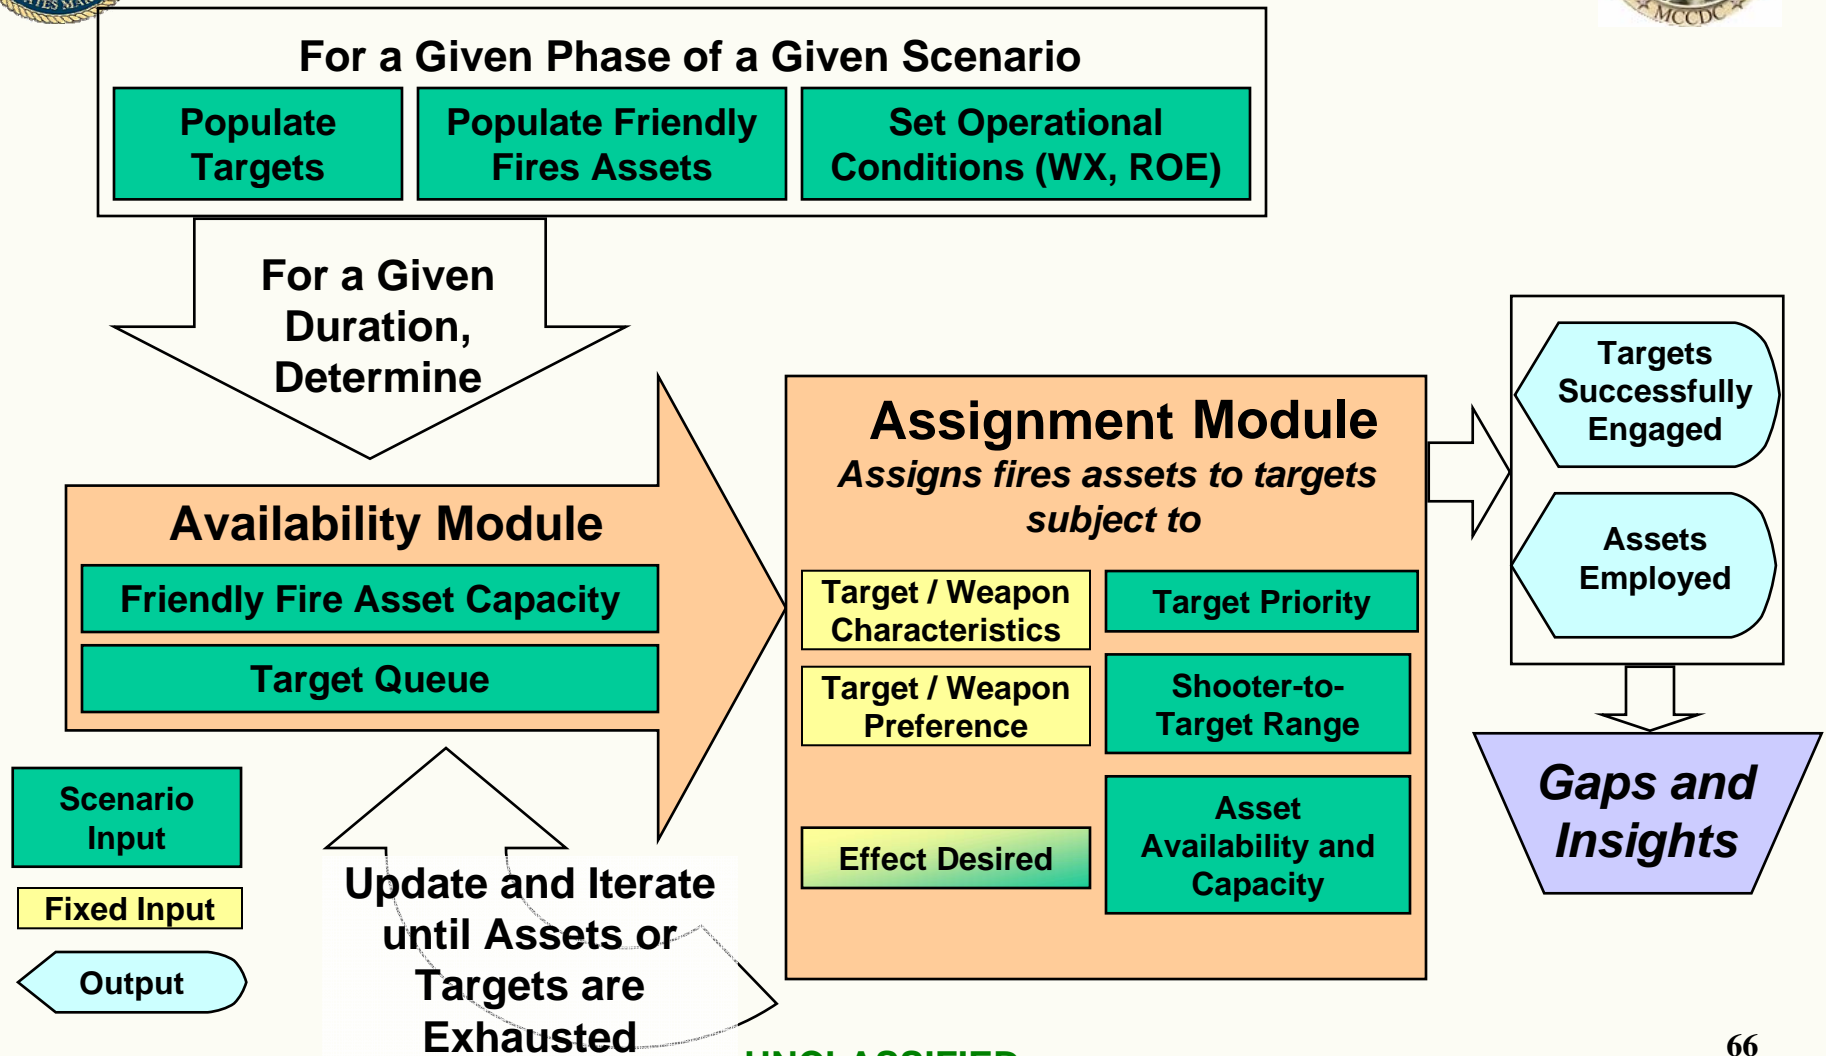 TES MAR
MCCDC
For a Given Phase of a Given Scenario
Populate
Targets
Populate Friendly
Fires Assets
Set Operational
Conditions (WX, ROE)
For a Given
Duration,
Determine
Availability Module
Friendly Fire Asset Capacity
Target Queue
Assignment Module
Assigns fires assets to targets
subject to
Target / Weapon
Characteristics
Target Priority
Target / Weapon
Preference
Shooter-to-
Target Range
Effect Desired
Asset
Availability and
Capacity
Targets
Successfully
Engaged
Assets
Employed
Gaps and
Insights
Scenario
Input
Fixed Input
Output
Update and Iterate
until Assets or
Targets are
Exhausted
UNCLASSIFIED
66